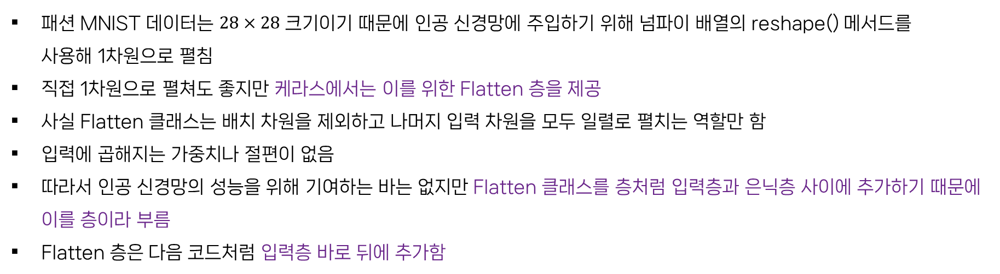 ▪ 패션 MNIST 데이터는 28 × 28 크기이기 때문에 인공 신경망에 주입하기 위해 넘파이 배열의 reshape() 메서드를
사용해 1차원으로 펼침
▪ 직접 1차원으로 펼쳐도 좋지만 케라스에서는 이를 위한 Flatten 층을 제공
▪ 사실 Flatten 클래스는 배치 차원을 제외하고 나머지 입력 차원을 모두 일렬로 펼치는 역할만 함
▪ 입력에 곱해지는 가중치나 절편이 없음
▪ 따라서 인공 신경망의 성능을 위해 기여하는 바는 없지만 Flatten 클래스를 층처럼 입력층과 은닉층 사이에 추가하기 때문에
이를 층이라 부름
▪ Flatten 층은 다음 코드처럼 입력층 바로 뒤에 추가함